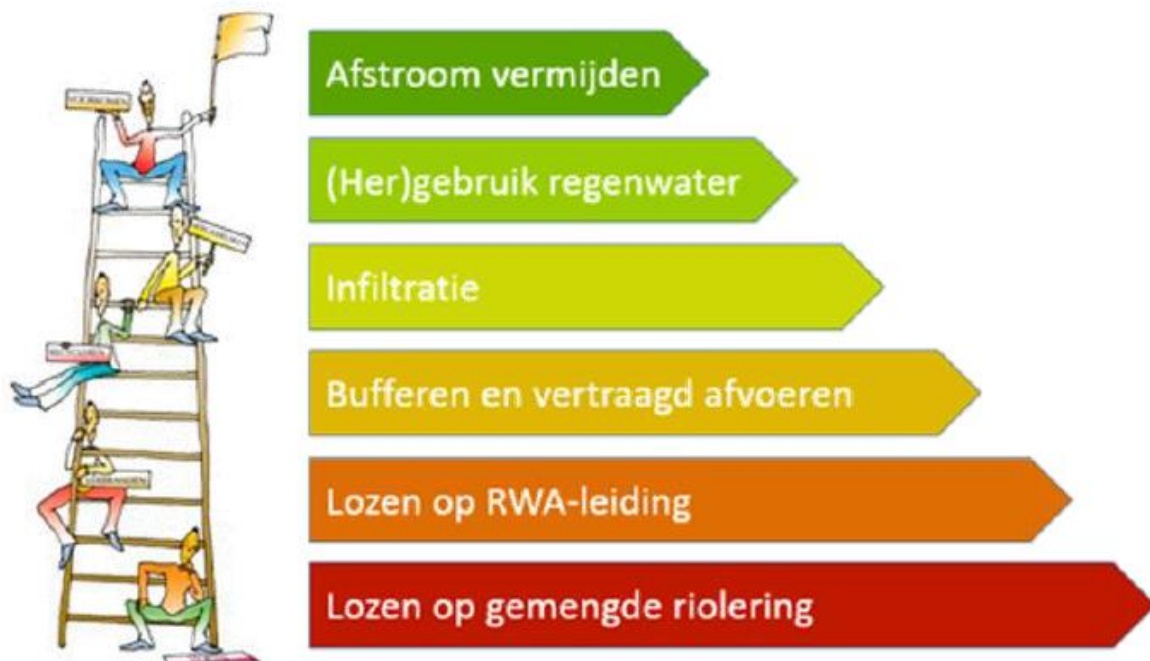 Afstroom vermijden
(Her)gebruik regenwater
Infiltratie
Bufferen en vertraagd afvoeren
Lozen op RWA-leiding
Lozen op gemengde riolering